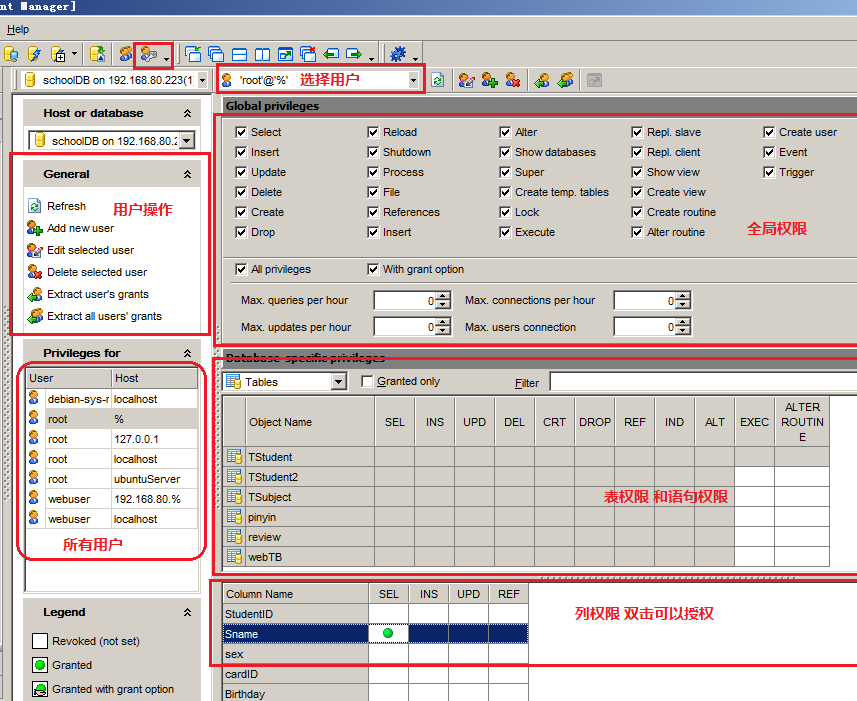 nt Manager]
Help
schoolDB on 192.168.80.223(1)
'root'@'%' 选择用户
Host or database
schoolDB on 192.168.80.2
General
Refresh
用户操作
Add new user
Edit selected user
Delete selected user
Extract user's grants
Extract all users' grants
Privileges for
User Host
debian-sys-r localhost
root %
root 127.0.0.1
root localhost
root ubuntuServer
webuser 192.168.80.%
webuser localhost
所有用户
Legend
Revoked (not set)
Granted
Granted with grant option
Global privileges
Select Reload Alter Repl. slave Create user
Insert Shutdown Show databases Repl. client Event
Update Process Super Show view Trigger
Delete File Create temp. tables Create view
Create References Lock Create routine
Drop Insert Execute Alter routine
全局权限
All privileges With grant option
Max. queries per hour 0 Max. connections per hour 0
Max. updates per hour 0 Max. users connection 0
Database-specific privileges
Tables Granted only Filter
Object Name SEL INS UPD DEL CRT DROP REF IND ALT EXEC ALTER
ROUTIN
E
TStudent
TStudent2
TSubject
表权限 和语句权限
pinyin
review
webTB
Column Name SEL INS UPD REF
StudentID
列权限 双击可以授权
Sname
sex
cardID
Birthday